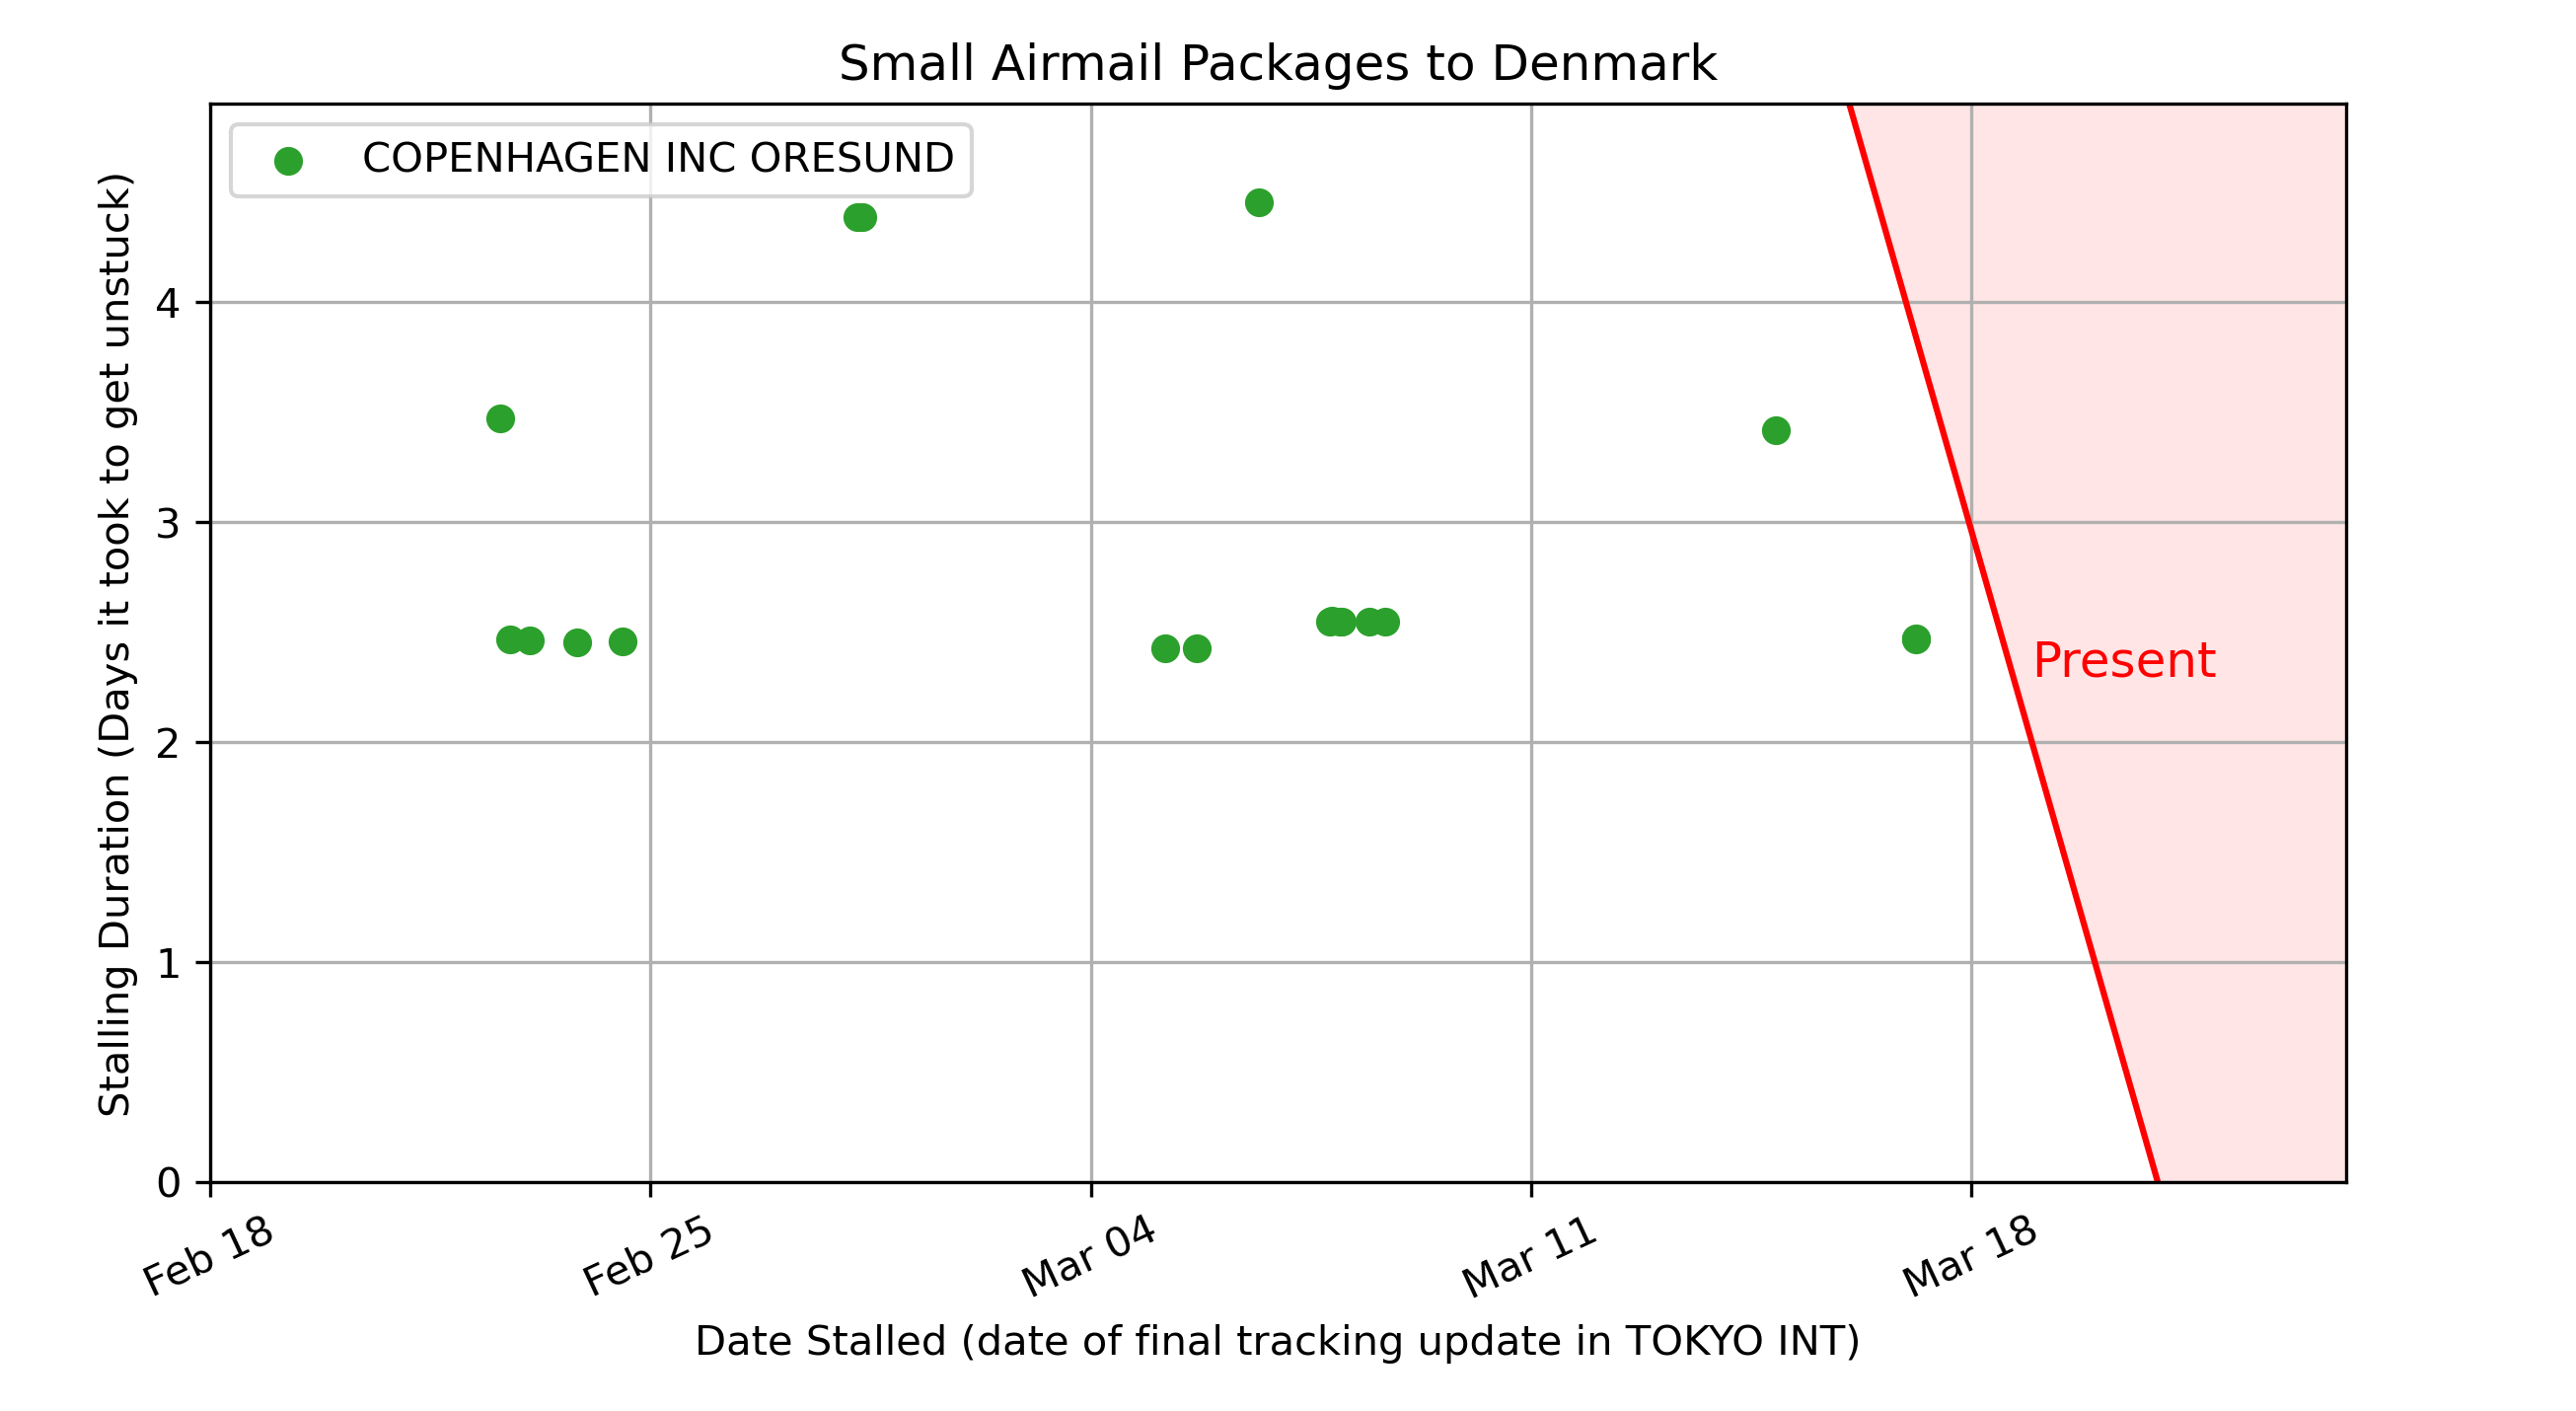 Small Airmail Packages to Denmark
COPENHAGEN INC ORESUND
Stalling Duration (Days it took to get unstuck)
4
3
2
1
0
Present
Feb 18
Feb 25
Mar 04
Mar 11
Mar 18
Date Stalled (date of final tracking update in TOKYO INT)